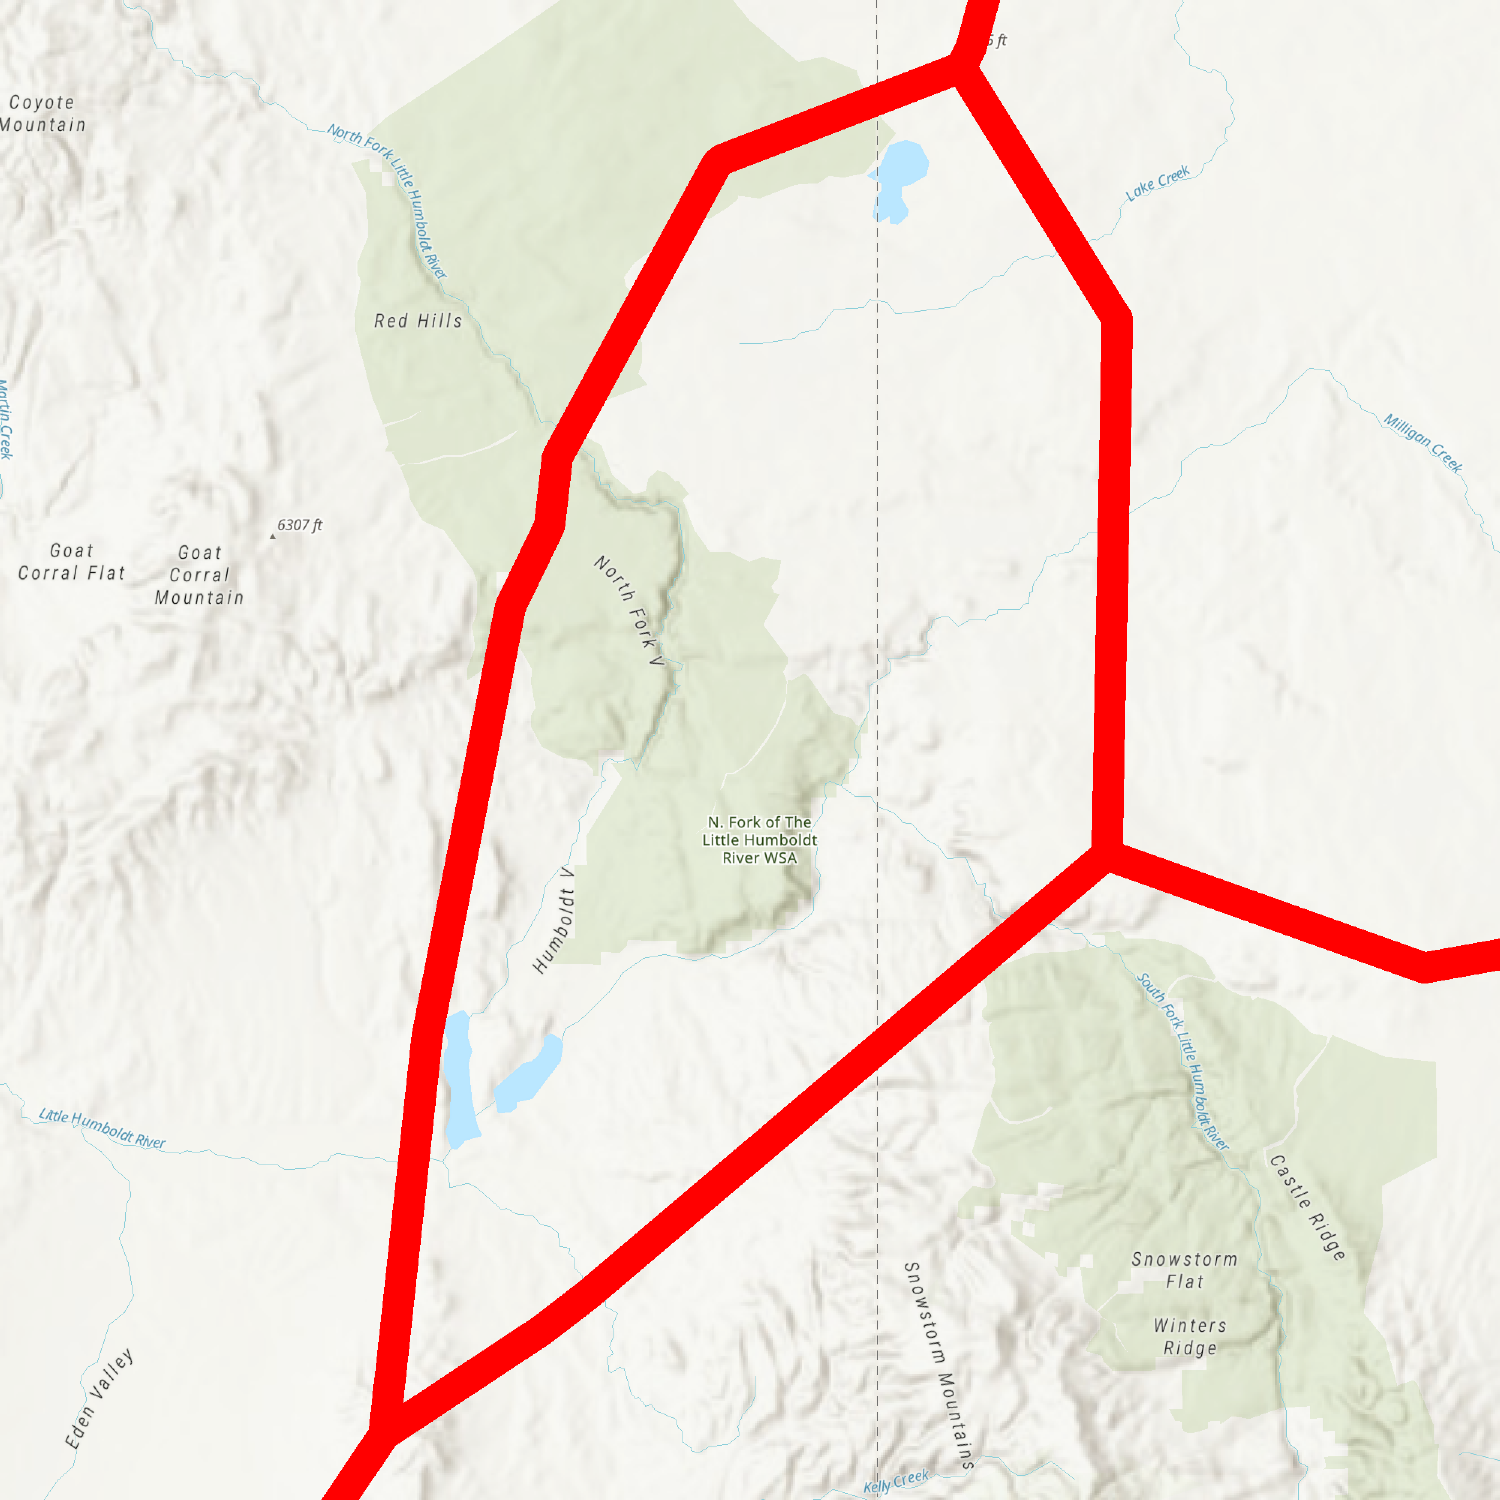 5 ft
Coyote
Mountain
North Fork Little Humboldt River
Lake Creek
Red Hills
Martin Creek
Milligan Creek
6307 ft
Goat
Corral Flat
Goat
Corral
Mountain
North Fork V
N. Fork of The
Little Humboldt
River WSA
Humboldt V
South Fork Little Humboldt River
Little Humboldt River
Castle Ridge
Snowstorm
Flat
Winters
Ridge
Snowstorm Mountains
Eden Valley
Kelly Creek